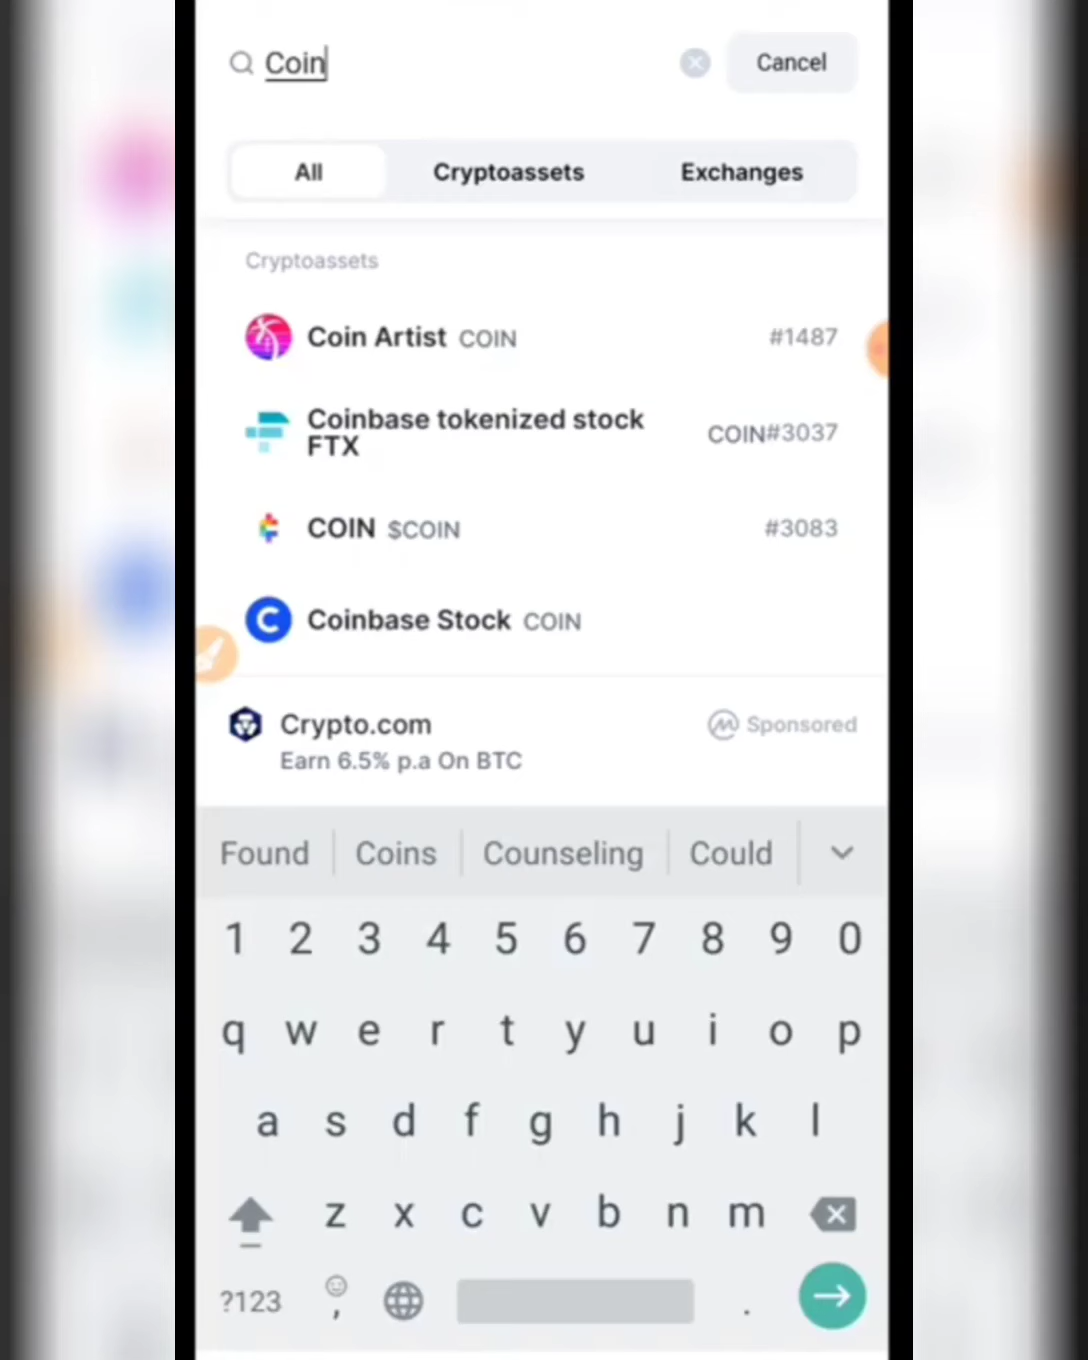 Coin
Cancel
All Cryptoassets Exchanges
Cryptoassets
Coin Artist COIN #1487
Coinbase tokenized stock
FTX COIN#3037
COIN $COIN #3083
Coinbase Stock COIN
Crypto.com Sponsored
Earn 6.5% p.a On BTC
Found Coins Counseling Could
1 2 3 4 5 6 7 8 9 0
q w e r t y u i o p
a s d f g h j k l
z x c v b n m
?123 , .